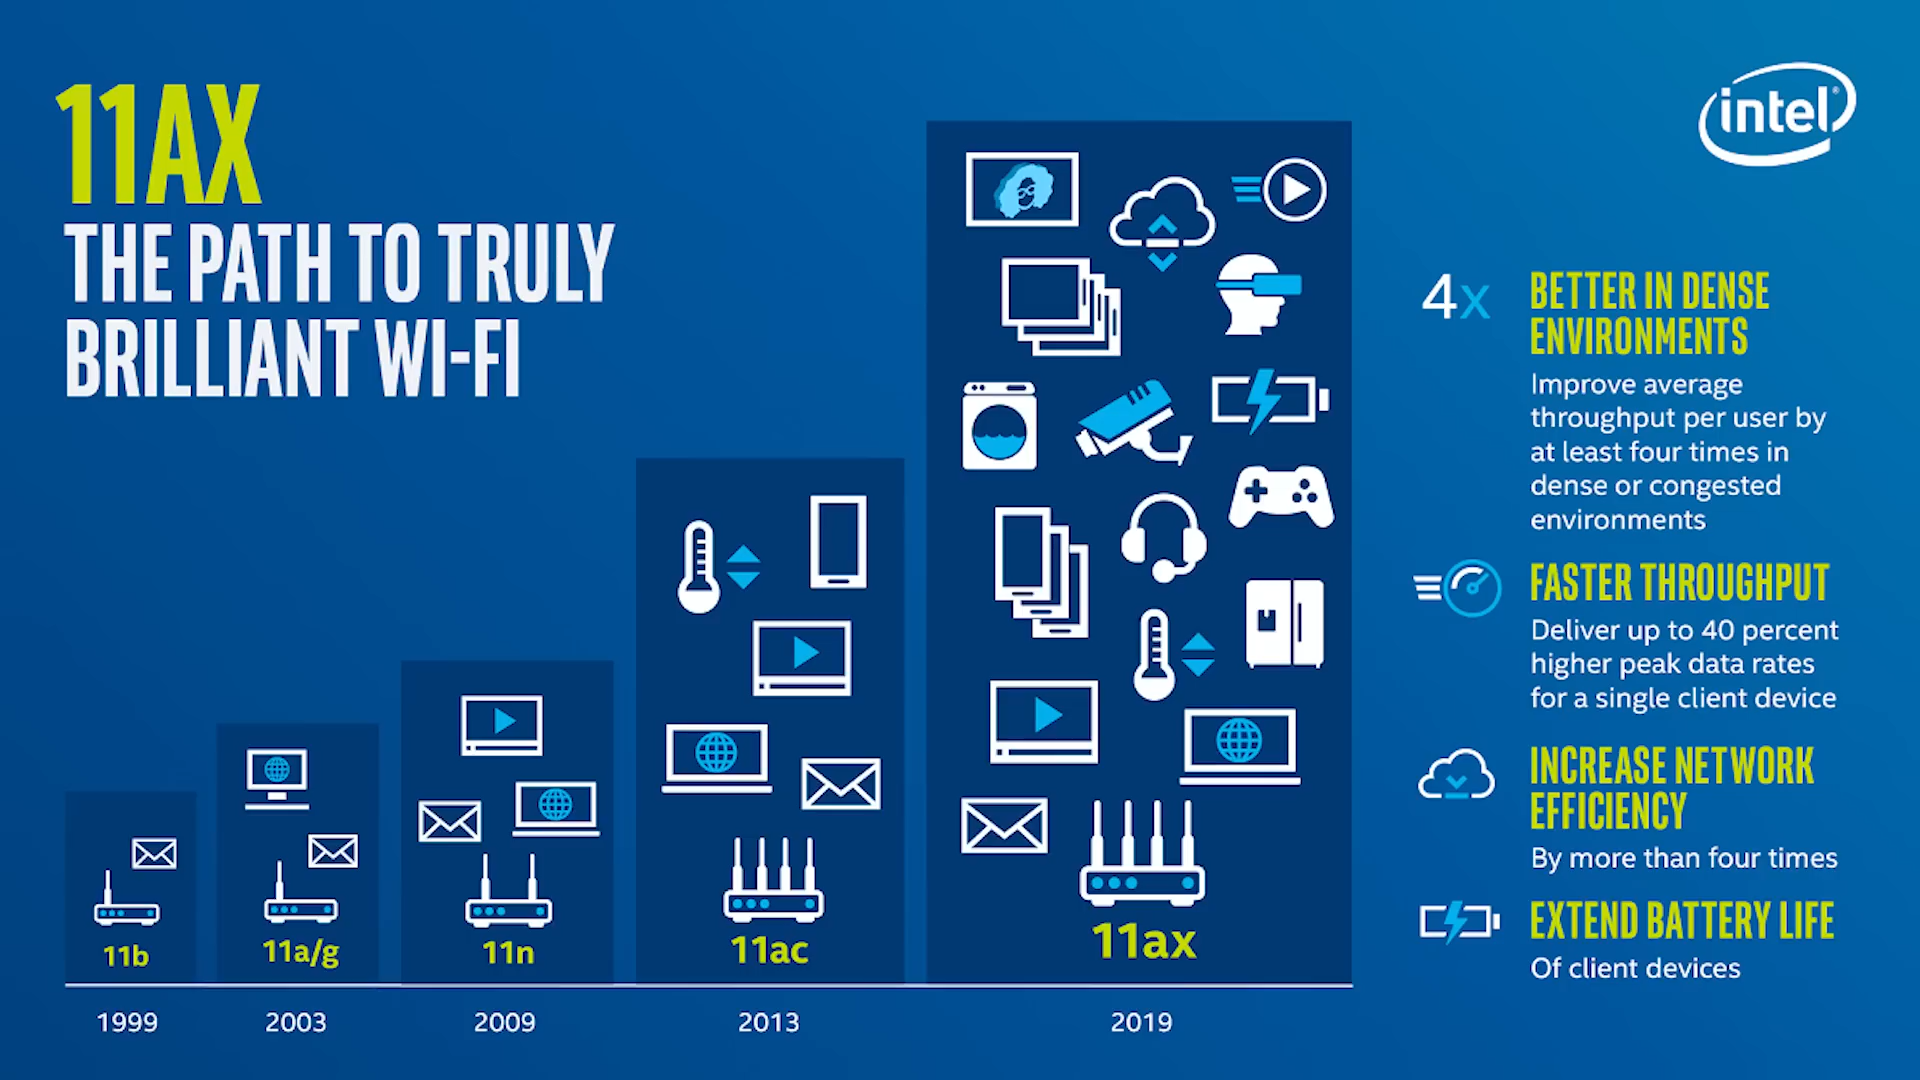 11AX
THE PATH TO TRULY
BRILLIANT WI-FI
intel®
4x
BETTER IN DENSE
ENVIRONMENTS
Improve average
throughput per user by
at least four times in
dense or congested
environments
FASTER THROUGHPUT
Deliver up to 40 percent
higher peak data rates
for a single client device
INCREASE NETWORK
EFFICIENCY
By more than four times
EXTEND BATTERY LIFE
Of client devices
11b
11a/g
11n
11ac
11ax
1999
2003
2009
2013
2019